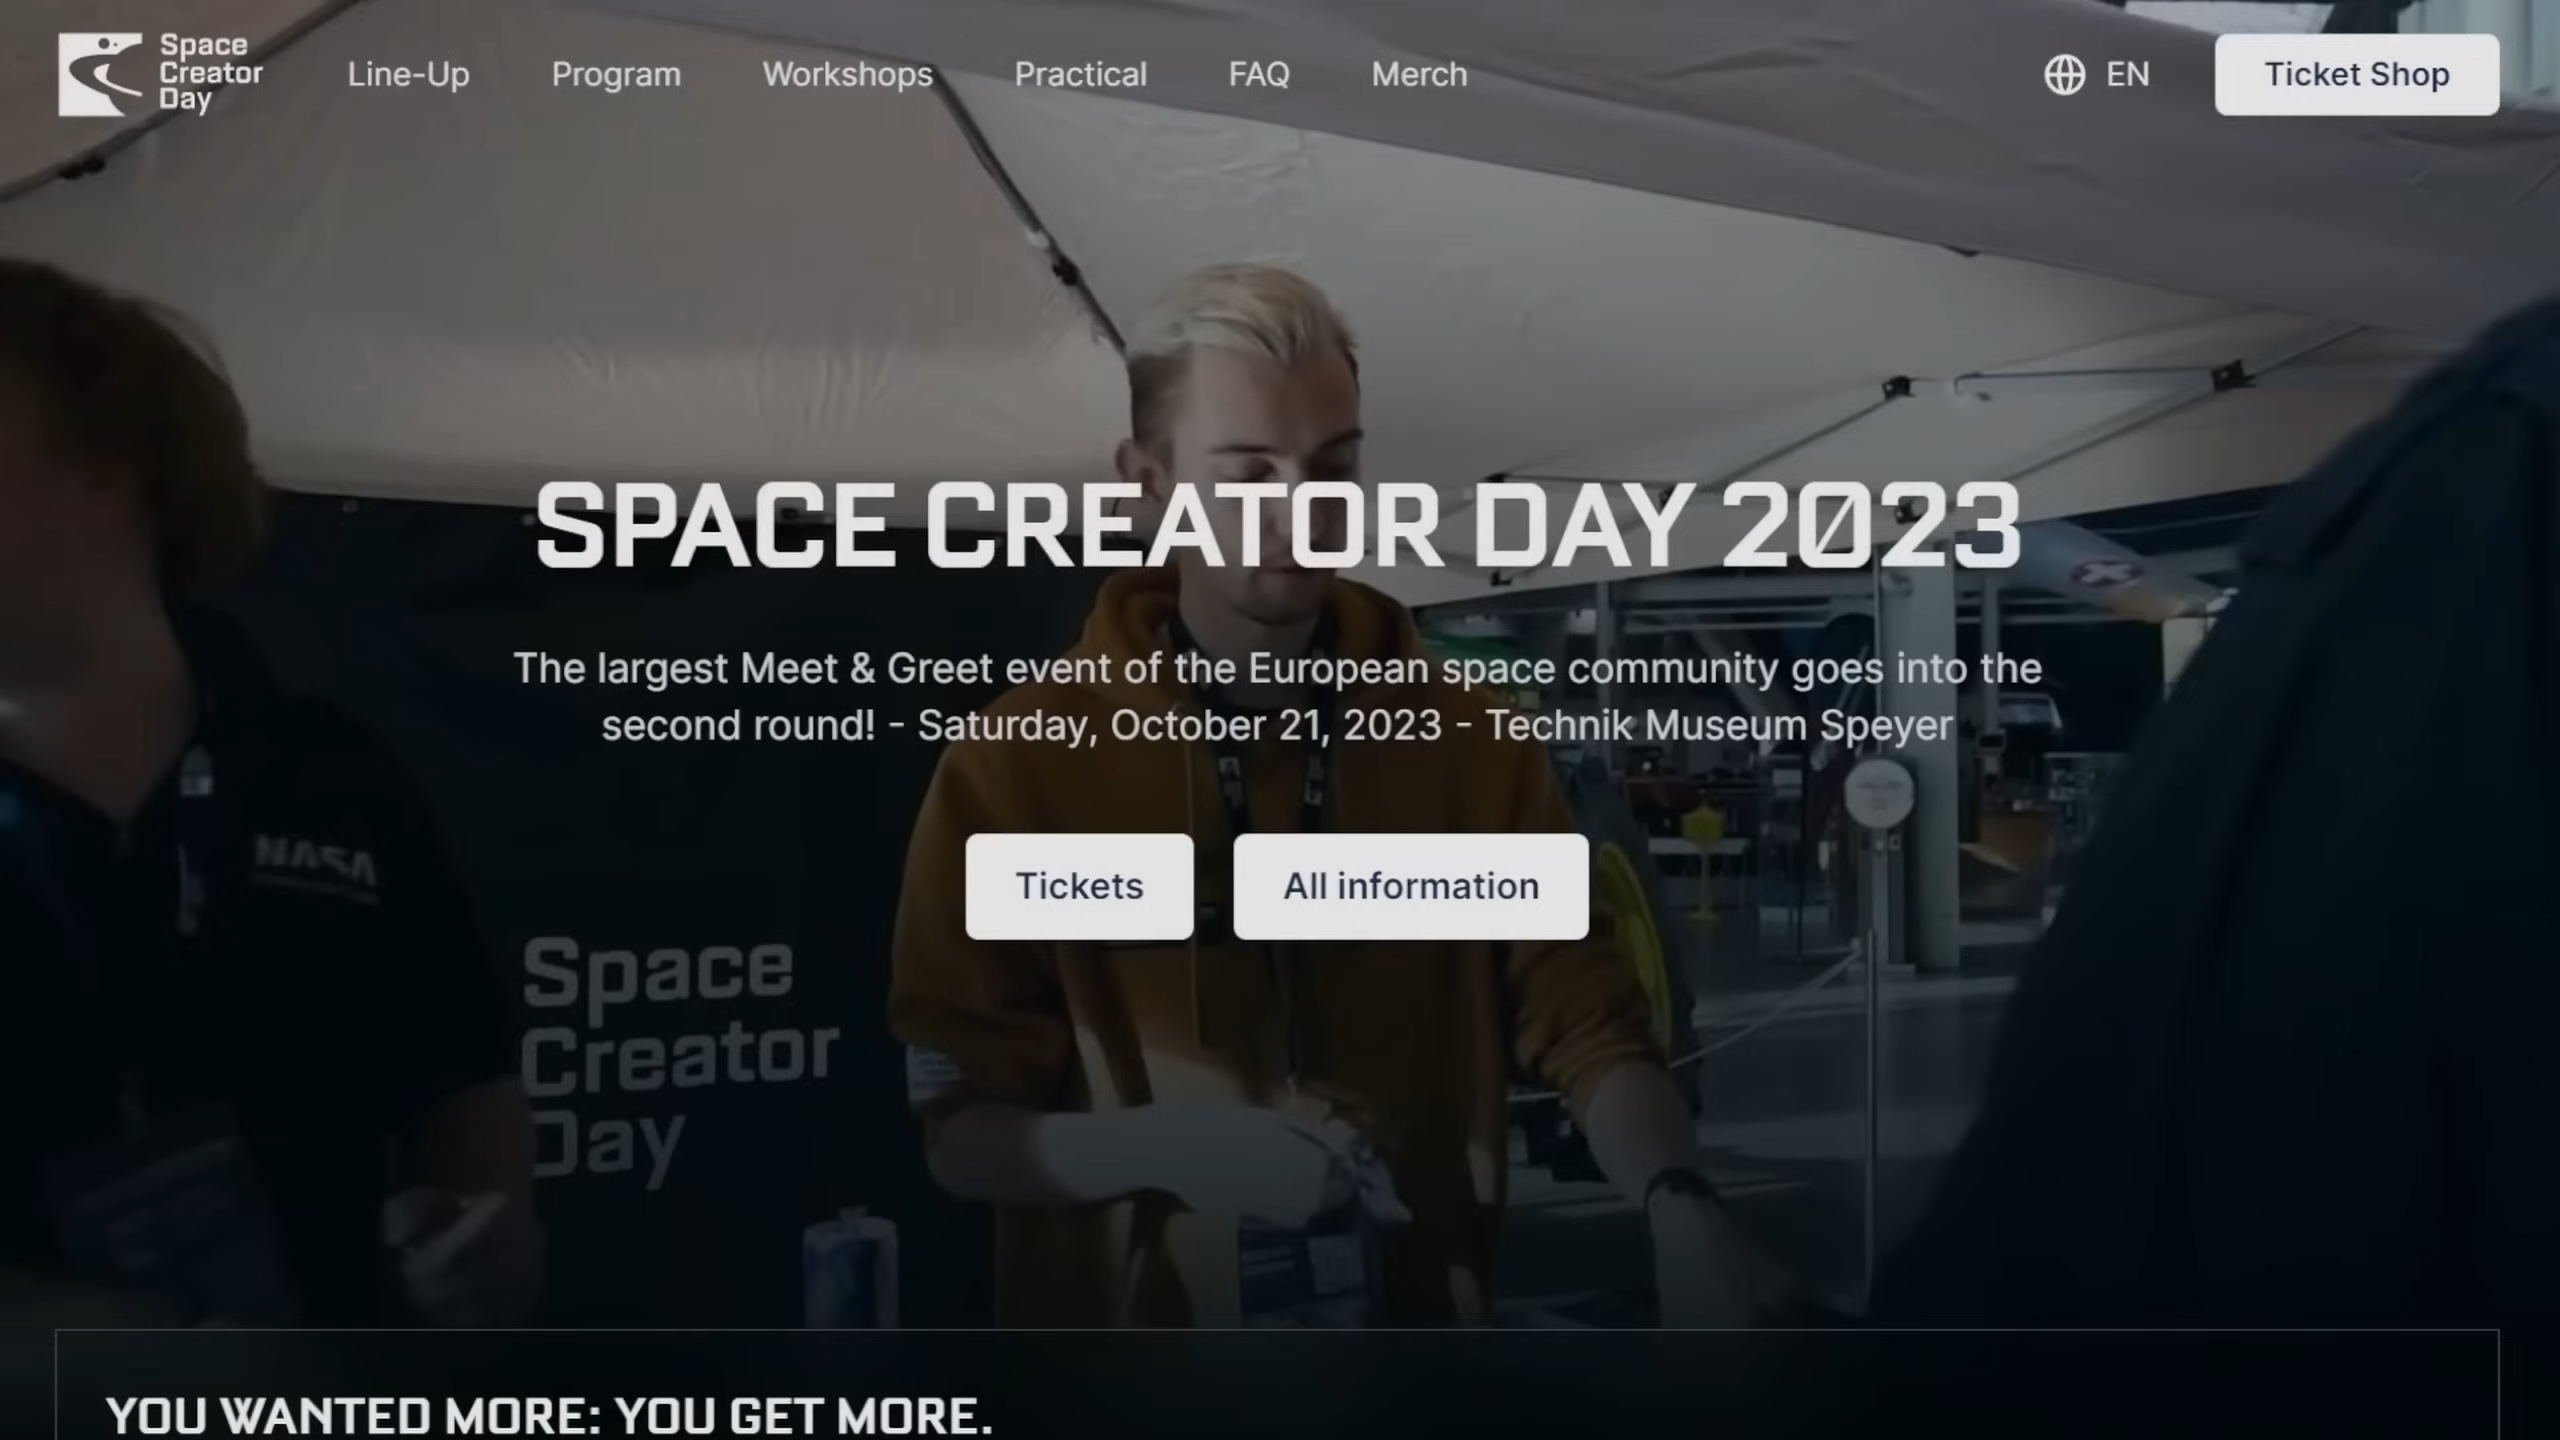 Space
Creator
Day
Line-Up
Program
Workshops
Practical
FAQ
Merch
EN
Ticket Shop
SPACE CREATOR DAY 2023
The largest Meet & Greet event of the European space community goes into the
second round! - Saturday, October 21, 2023 - Technik Museum Speyer
Tickets
All information
NASA
Space
Creator
Day
YOU WANTED MORE: YOU GET MORE.